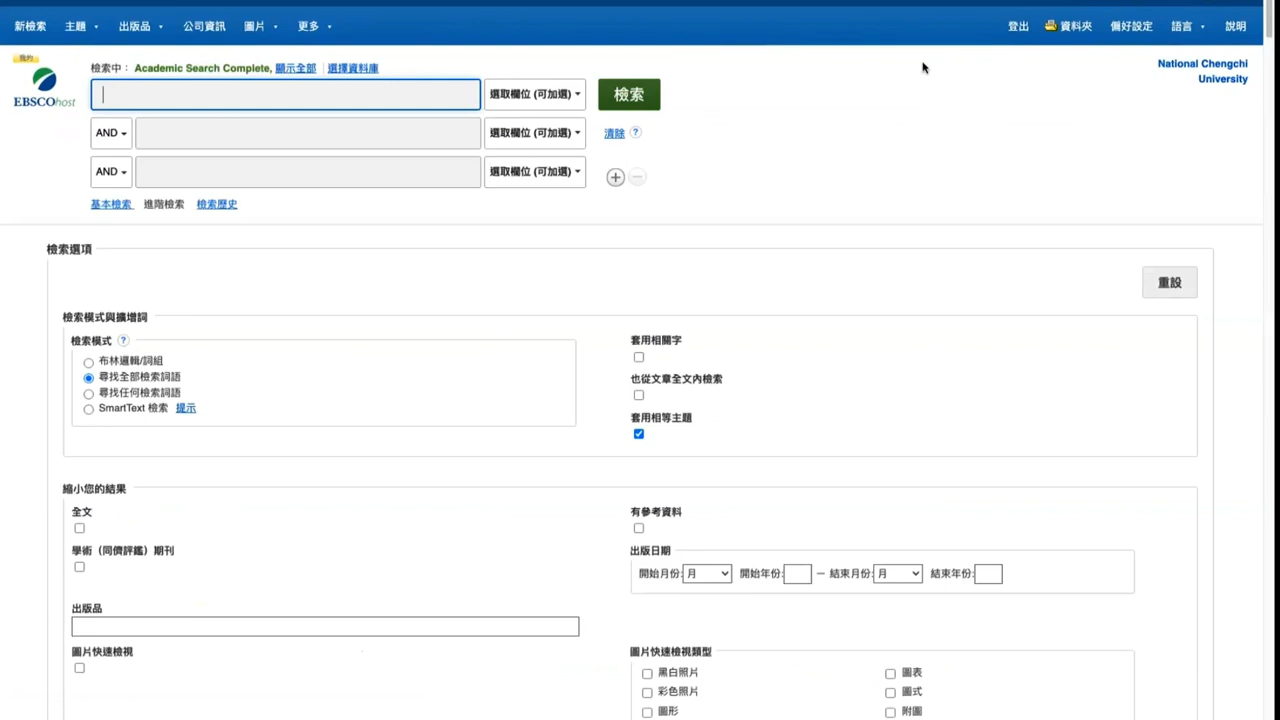 新檢索 主題 出版品 公司資訊 圖片 更多 登出 資料夾 偏好設定 語言 說明
我的
EBSCOhost
檢索中： Academic Search Complete, 顯示全部 選擇資料庫
National Chengchi
University
選取欄位 (可加選) 檢索
AND 選取欄位 (可加選) 清除 ?
AND 選取欄位 (可加選)
基本檢索 進階檢索 檢索歷史
檢索選項
重設
檢索模式與擴增詞
檢索模式 ?
布林邏輯/詞組
尋找全部檢索詞語
尋找任何檢索詞語
SmartText 檢索 提示
套用相關字
也從文章全文內檢索
套用相等主題
縮小您的結果
全文
有參考資料
學術（同儕評鑑）期刊
出版日期
開始月份: 月 開始年份: – 結束月份: 月 結束年份:
出版品
圖片快速檢視
圖片快速檢視類型
黑白照片 圖表
彩色照片 圖式
圖形 附圖